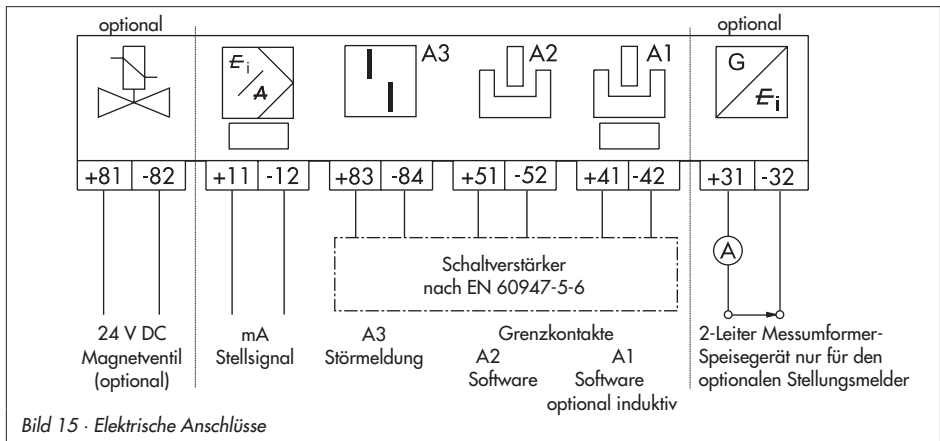 optional optional
A3 A2 A1 G
E i / A E i
+81 -82 +11 -12 +83 -84 +51 -52 +41 -42 +31 -32
A
Schaltverstärker
nach EN 60947-5-6
24 V DC
Magnetventil
(optional)
mA
Stellsignal
A3
Störmeldung
Grenzkontakte
A2
Software
A1
Software
optional induktiv
2-Leiter Messumformer-
Speisegerät nur für den
optionalen Stellungsmelder
Bild 15 · Elektrische Anschlüsse